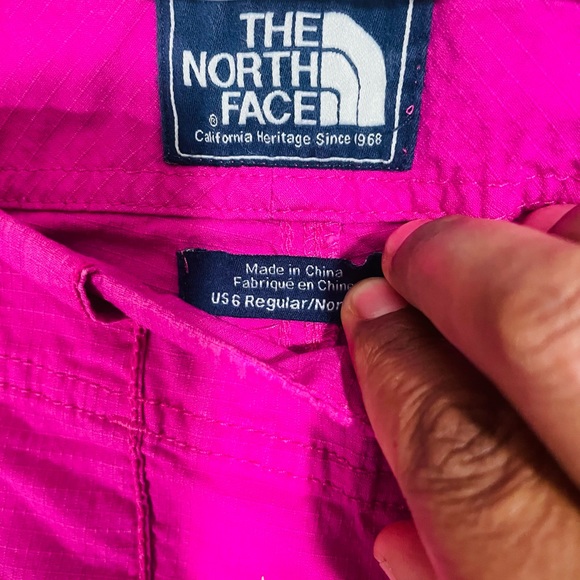 THE
NORTH
FACE
®
California Heritage Since 1968
Made in China
Fabriqué en Chine
US 6 Regular/Nor